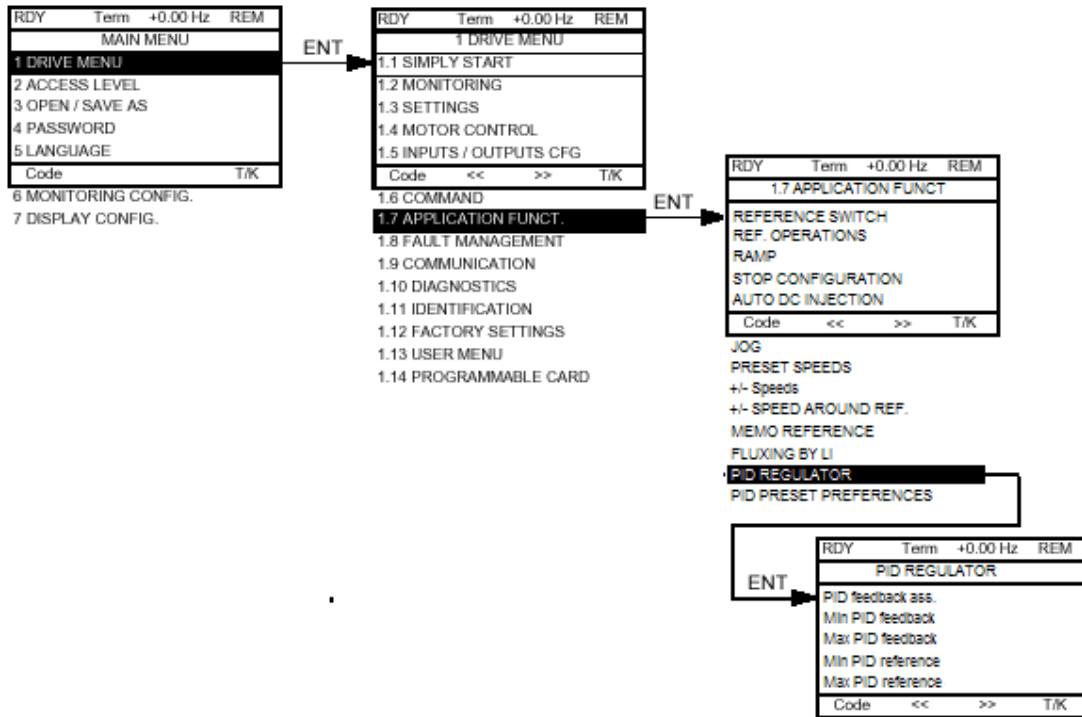 RDY Term +0.00 Hz REM
MAIN MENU
1 DRIVE MENU
2 ACCESS LEVEL
3 OPEN / SAVE AS
4 PASSWORD
5 LANGUAGE
Code T/K
6 MONITORING CONFIG.
7 DISPLAY CONFIG.
ENT
RDY Term +0.00 Hz REM
1 DRIVE MENU
1.1 SIMPLY START
1.2 MONITORING
1.3 SETTINGS
1.4 MOTOR CONTROL
1.5 INPUTS / OUTPUTS CFG
Code << >> T/K
1.6 COMMAND
1.7 APPLICATION FUNCT.
1.8 FAULT MANAGEMENT
1.9 COMMUNICATION
1.10 DIAGNOSTICS
1.11 IDENTIFICATION
1.12 FACTORY SETTINGS
1.13 USER MENU
1.14 PROGRAMMABLE CARD
ENT
RDY Term +0.00 Hz REM
1.7 APPLICATION FUNCT
REFERENCE SWITCH
REF. OPERATIONS
RAMP
STOP CONFIGURATION
AUTO DC INJECTION
Code << >> T/K
JOG
PRESET SPEEDS
+/- Speeds
+/- SPEED AROUND REF.
MEMO REFERENCE
FLUXING BY LI
PID REGULATOR
PID PRESET PREFERENCES
ENT
RDY Term +0.00 Hz REM
PID REGULATOR
PID feedback ass.
Min PID feedback
Max PID feedback
Min PID reference
Max PID reference
Code << >> T/K